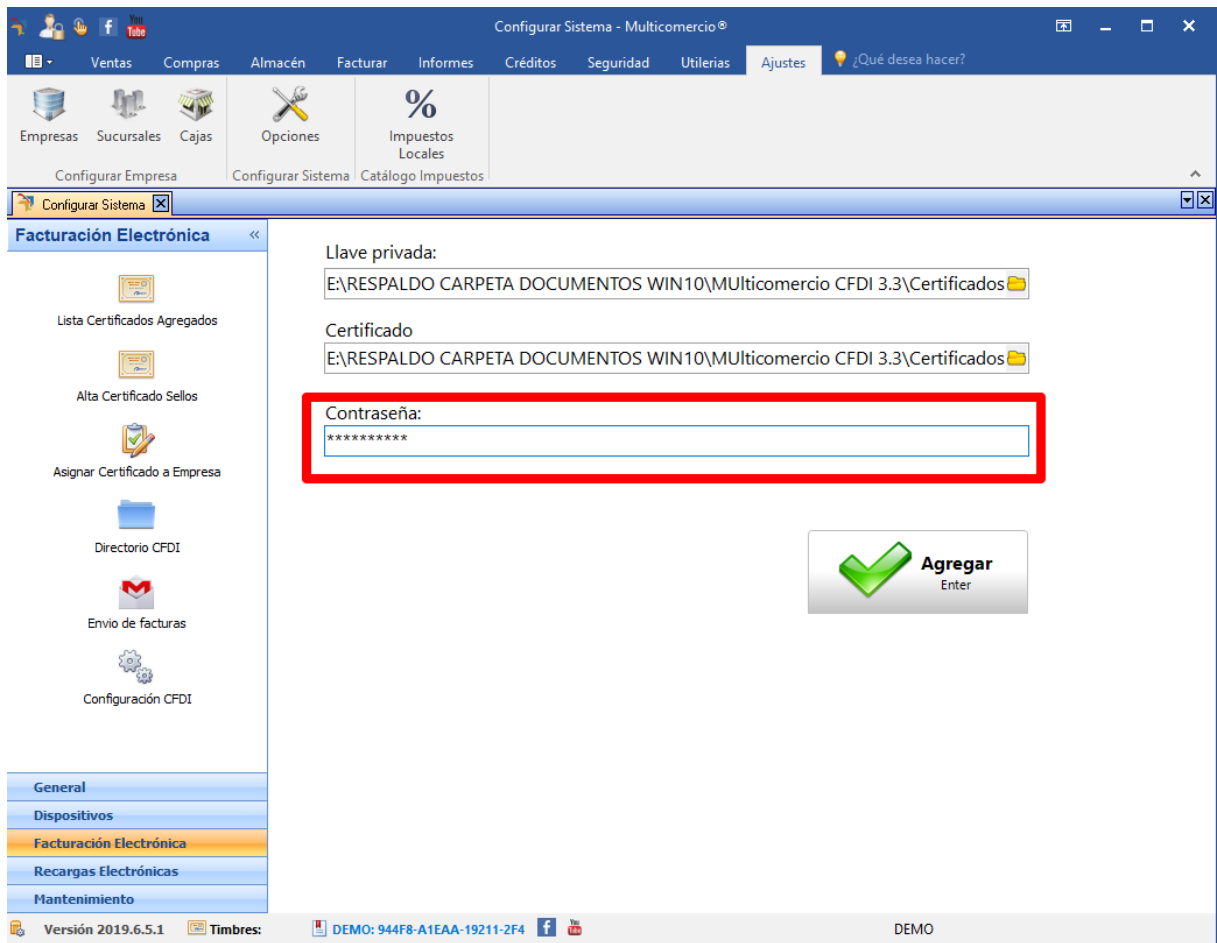 You
Tube
Configurar Sistema - Multicomercio®
Ventas Compras Almacén Facturar Informes Créditos Seguridad Utilerias Ajustes ¿Qué desea hacer?
Empresas Sucursales Cajas Opciones Impuestos Locales
Configurar Empresa Configurar Sistema Catálogo Impuestos
Configurar Sistema
Facturación Electrónica «
Lista Certificados Agregados
Alta Certificado Sellos
Asignar Certificado a Empresa
Directorio CFDI
Envio de facturas
Configuración CFDI
General
Dispositivos
Facturación Electrónica
Recargas Electrónicas
Mantenimiento
Llave privada:
E:\RESPALDO CARPETA DOCUMENTOS WIN10\MUlticomercio CFDI 3.3\Certificados
Certificado
E:\RESPALDO CARPETA DOCUMENTOS WIN10\MUlticomercio CFDI 3.3\Certificados
Contraseña:
**********
Agregar
Enter
Versión 2019.6.5.1 Timbres: DEMO: 944F8-A1EAA-19211-2F4 DEMO